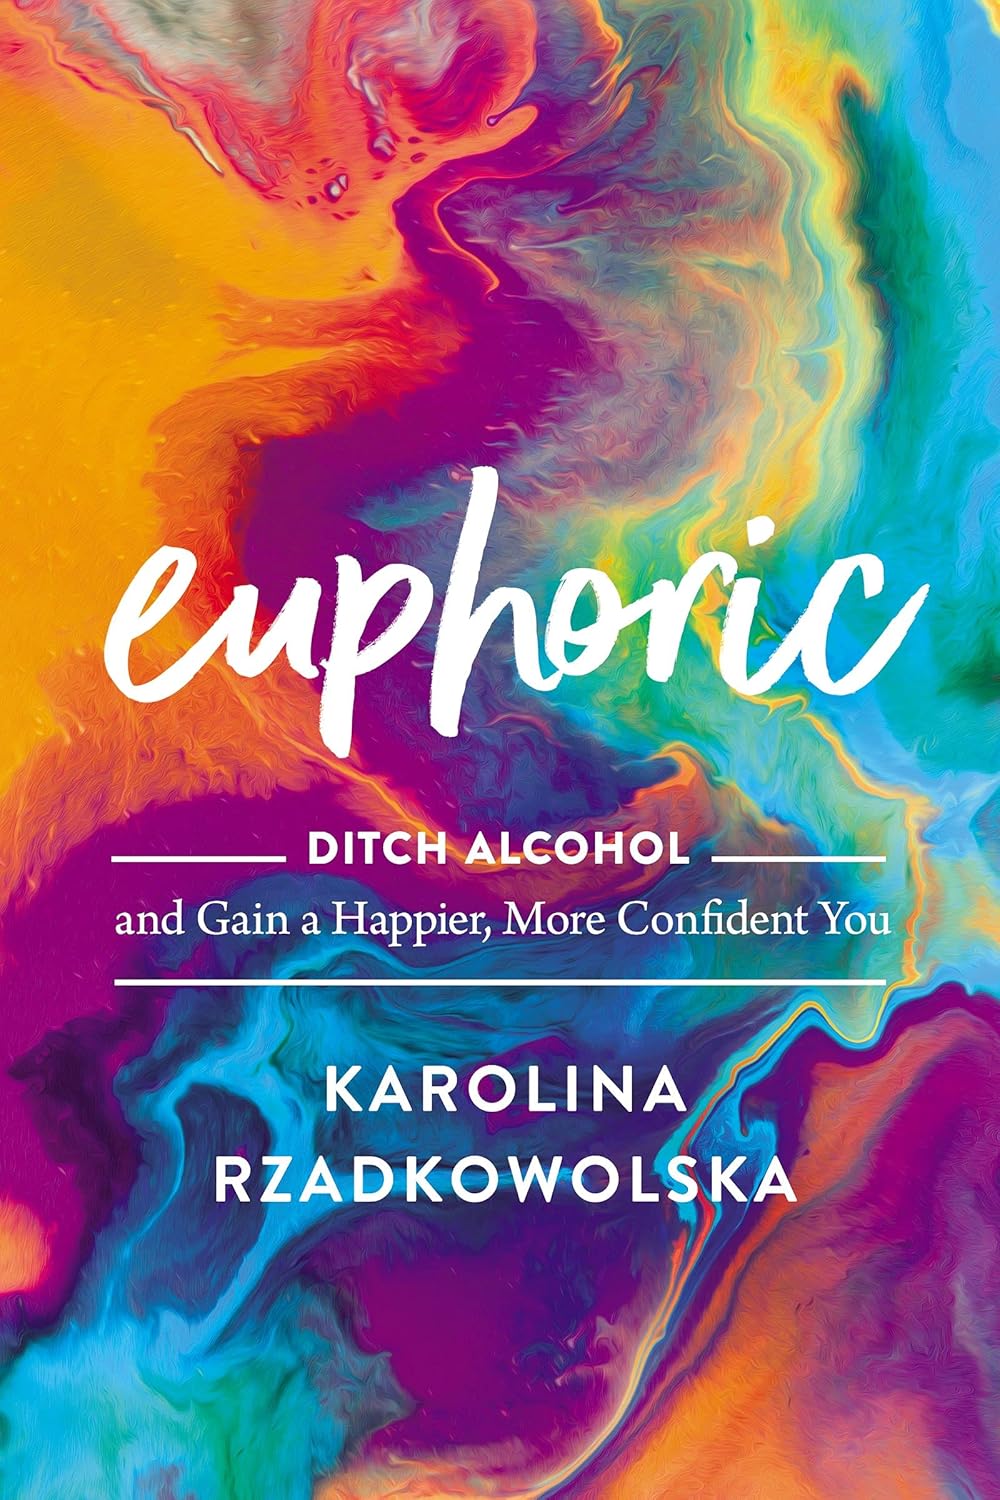 euphoric
DITCH ALCOHOL
and Gain a Happier, More Confident You
KAROLINA
RZADKOWOLSKA